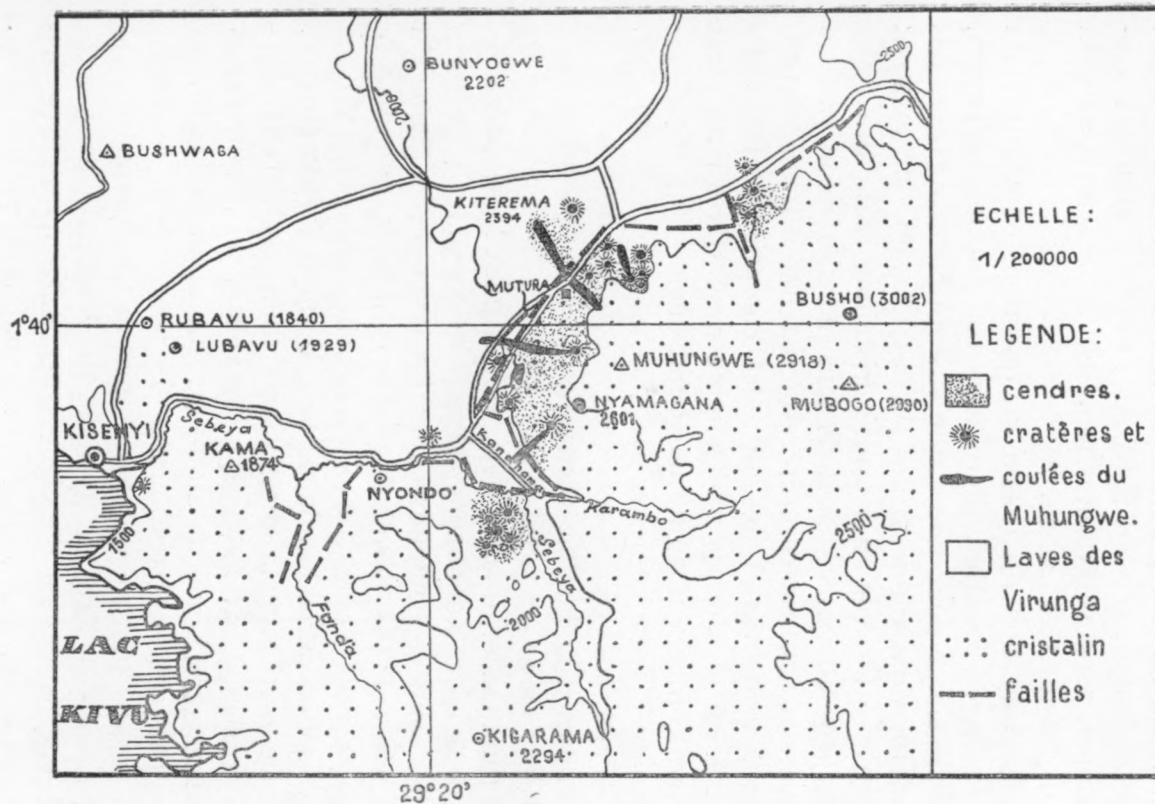 2500
BUNYOGWE
2202
2000
BUSHWAGA
KITEREMA
2394
MUTURA
BUSHO (3002)
1°40'
RUBAVU (1840)
LUBAVU (1929)
MUHUNGWE (2918)
MUBOGO (2990)
NYAMAGANA
2601
Sebeya
KISENYI
KAMA
1874
NYONDO
Karambo
1500
Sebeya
2500
2000
Fanda
LAC
KIVU
KIGARAMA
2294
29°20'
ECHELLE :
1/200000
LEGENDE :
cendres.
cratères et
coulées du
Muhungwe.
Laves des
Virunga
cristalin
failles